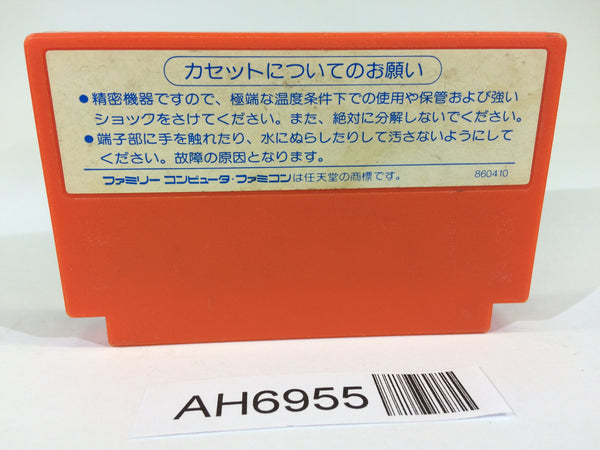 カセットについてのお願い
●精密機器ですので、極端な温度条件下での使用や保管および強い
ショックをさけてください。また、絶対に分解しないでください。
●端子部に手を触れたり、水にぬらしたりして汚さないようにして
ください。故障の原因となります。
ファミリーコンピュータ・ファミコンは任天堂の商標です。 860410
AH6955